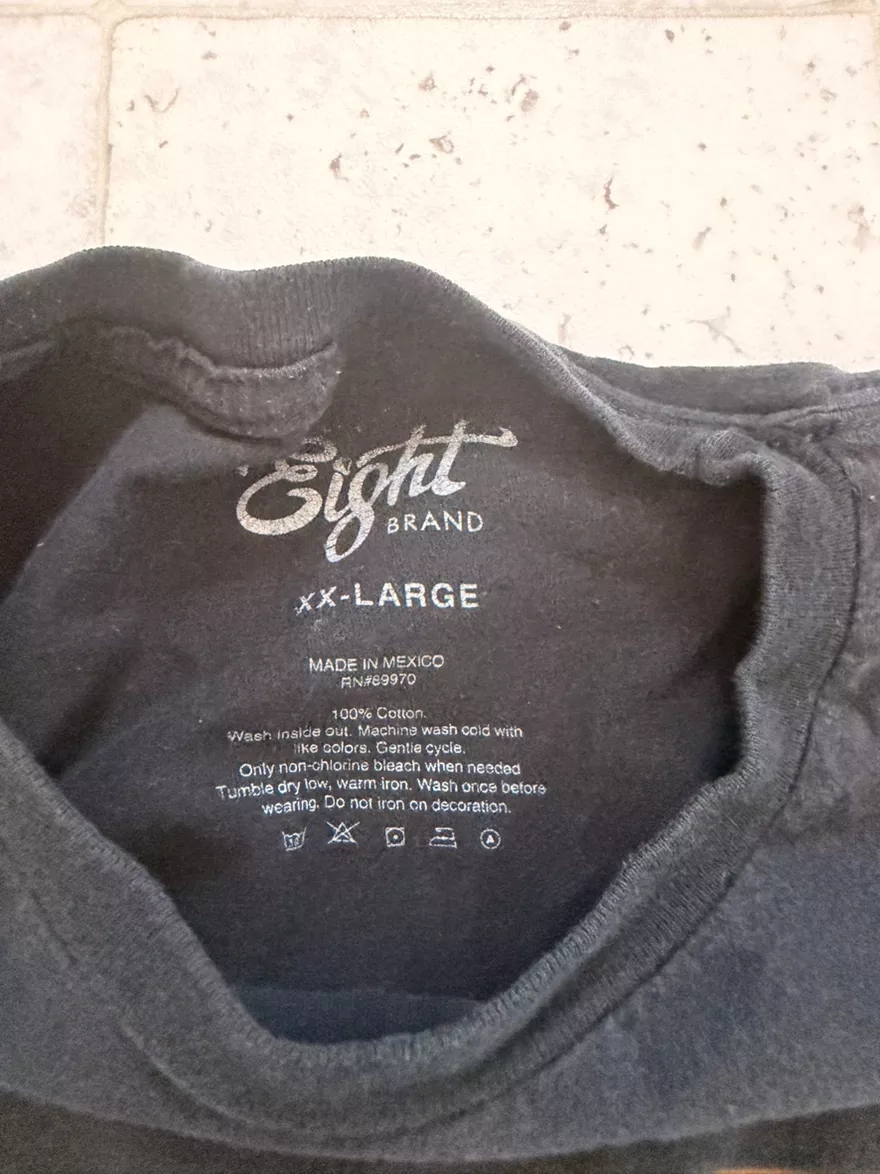 Eight
BRAND
XX-LARGE
MADE IN MEXICO
RN#89970
100% Cotton.
Wash inside out. Machine wash cold with
like colors. Gentle cycle.
Only non-chlorine bleach when needed
Tumble dry low, warm iron. Wash once before
wearing. Do not iron on decoration.
A